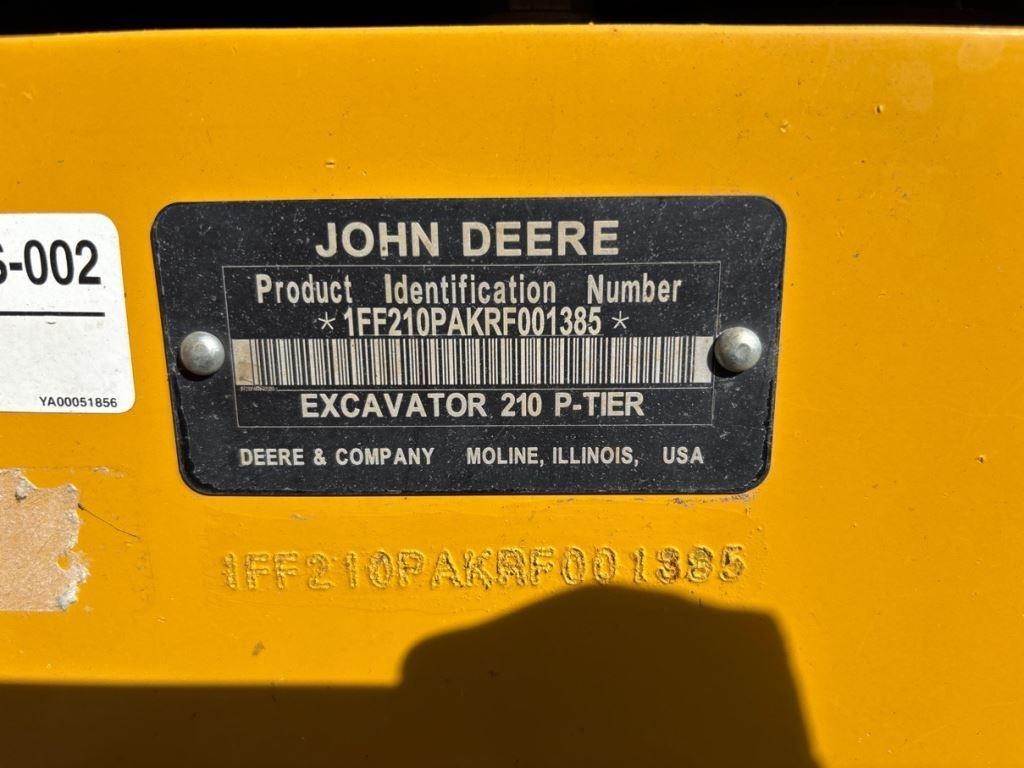 S-002
YA00051856
JOHN DEERE
Product Identification Number
* 1FF210PAKRF001385 *
EXCAVATOR 210 P-TIER
DEERE & COMPANY MOLINE, ILLINOIS, USA
1FF210PAKRF001385